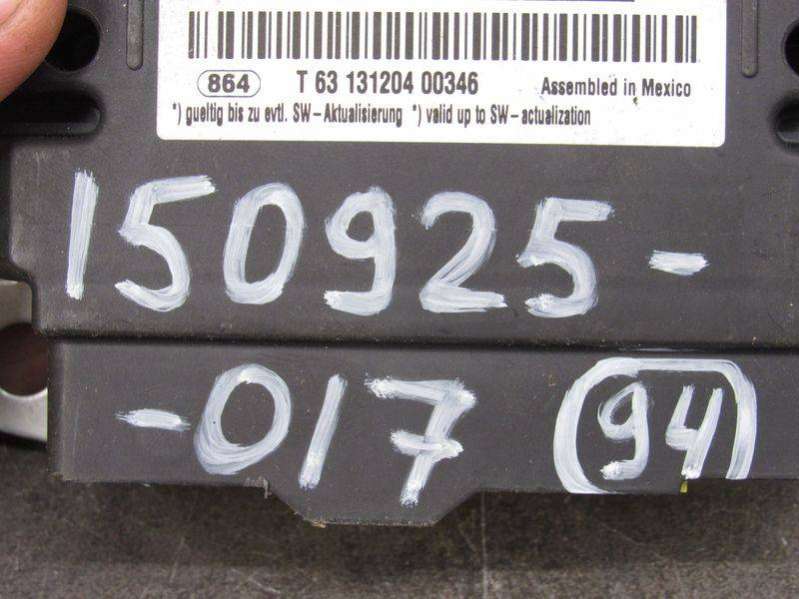 864 T 63 131204 00346 Assembled in Mexico
*) gueltig bis zu evtl. SW-Aktualisierung *) valid up to SW-actualization
150925-
-017 (94)